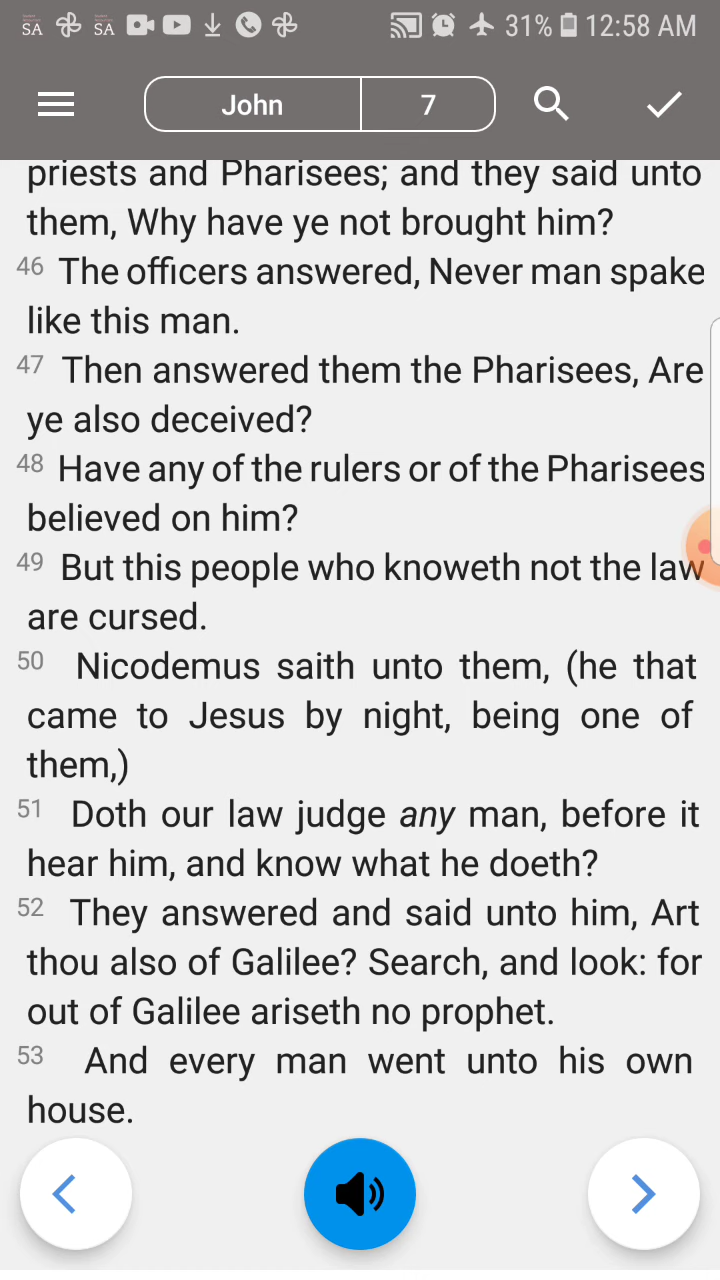 SA SA 31% 12:58 AM
John 7
priests and Pharisees; and they said unto
them, Why have ye not brought him?
46 The officers answered, Never man spake
like this man.
47 Then answered them the Pharisees, Are
ye also deceived?
48 Have any of the rulers or of the Pharisees
believed on him?
49 But this people who knoweth not the law
are cursed.
50 Nicodemus saith unto them, (he that
came to Jesus by night, being one of
them,)
51 Doth our law judge any man, before it
hear him, and know what he doeth?
52 They answered and said unto him, Art
thou also of Galilee? Search, and look: for
out of Galilee ariseth no prophet.
53 And every man went unto his own
house.